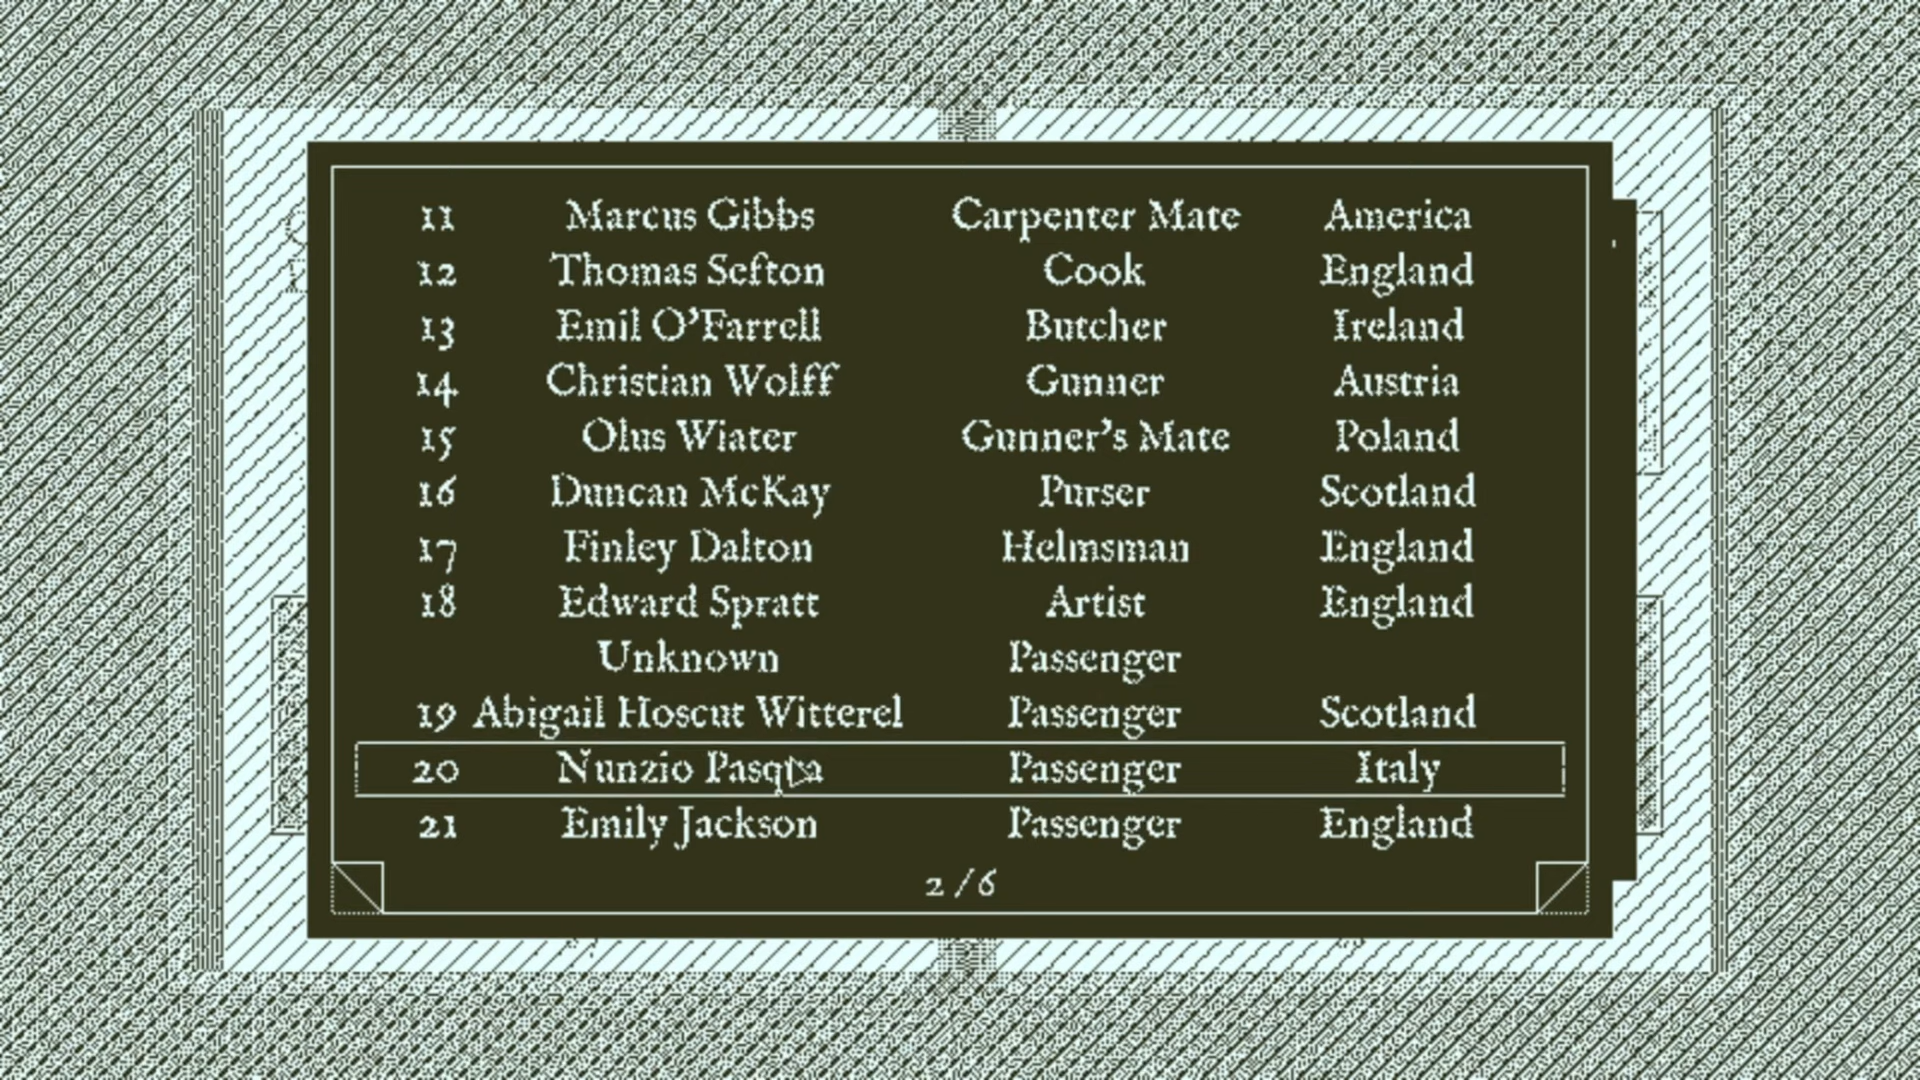 11 Marcus Gibbs Carpenter Mate America
12 Thomas Sefton Cook England
13 Emil O'Farrell Butcher Ireland
14 Christian Wolff Gunner Austria
15 Olus Wiater Gunner's Mate Poland
16 Duncan McKay Purser Scotland
17 Finley Dalton Helmsman England
18 Edward Spratt Artist England
Unknown Passenger
19 Abigail Hoscut Witterel Passenger Scotland
20 Nunzio Pasqua Passenger Italy
21 Emily Jackson Passenger England
2 / 6